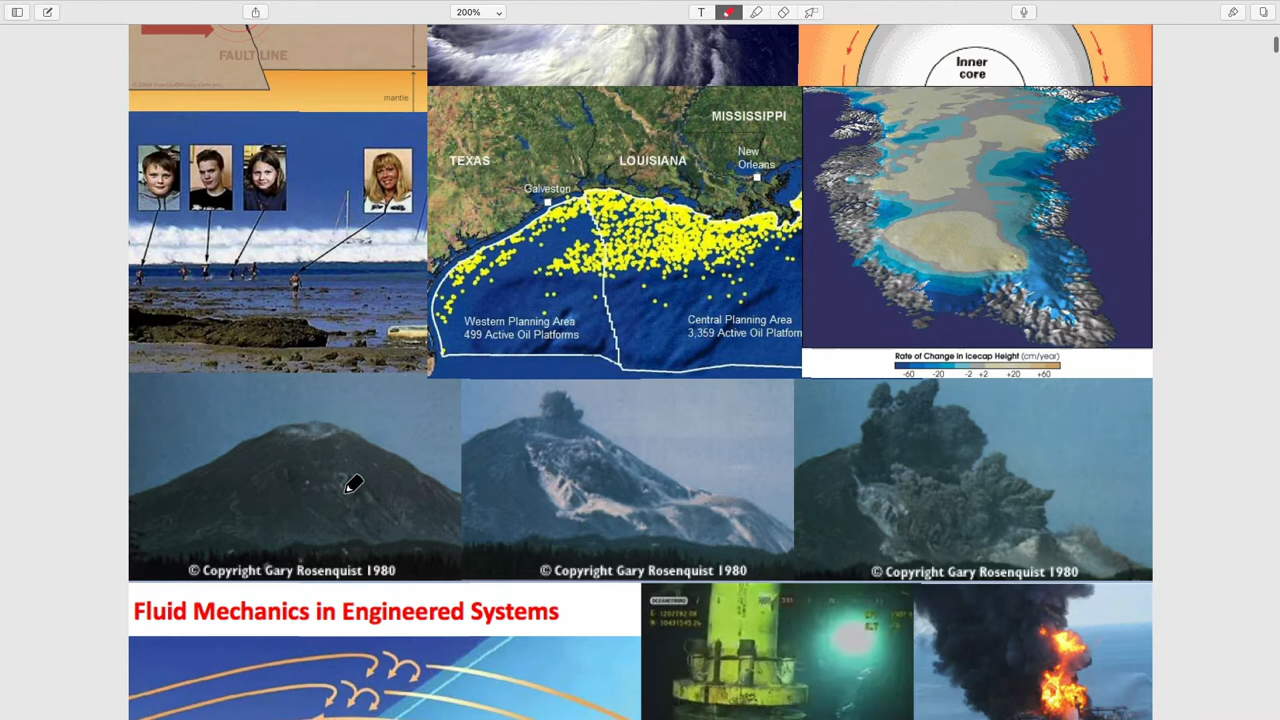 200%
T
FAULT LINE
mantle
Inner
core
MISSISSIPPI
TEXAS
LOUISIANA
New
Orleans
Galveston
Western Planning Area
499 Active Oil Platforms
Central Planning Area
3,359 Active Oil Platform
Rate of Change in Icecap Height (cm/year)
-60 -20 -2 +2 +20 +60
© Copyright Gary Rosenquist 1980
© Copyright Gary Rosenquist 1980
© Copyright Gary Rosenquist 1980
Fluid Mechanics in Engineered Systems
OCEANEERING